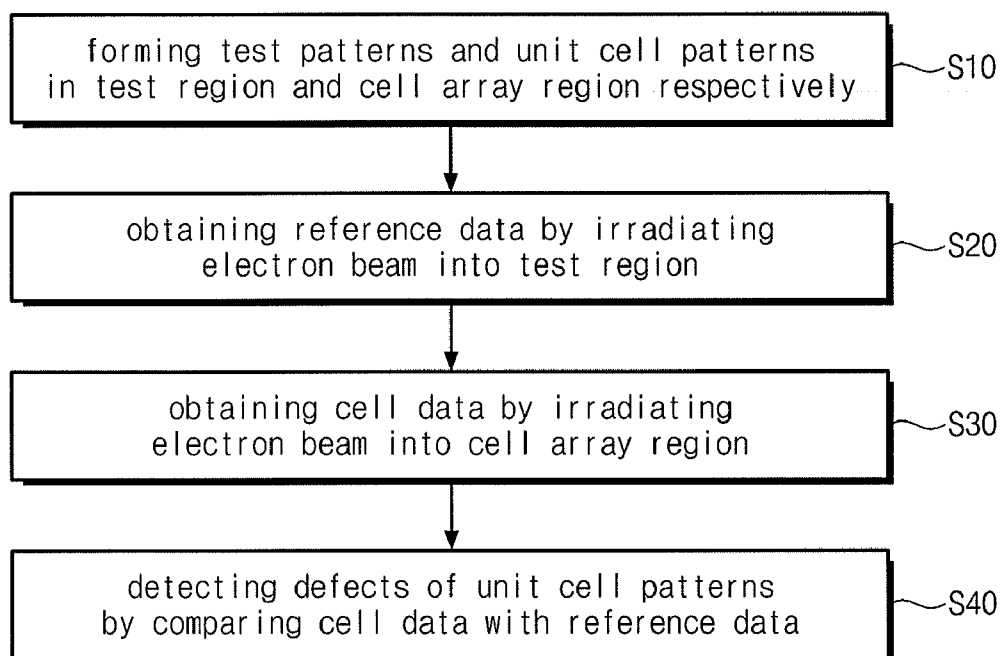 forming test patterns and unit cell patterns
in test region and cell array region respectively
S10
obtaining reference data by irradiating
electron beam into test region
S20
obtaining cell data by irradiating
electron beam into cell array region
S30
detecting defects of unit cell patterns
by comparing cell data with reference data
S40